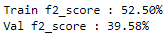 Train f2_score : 52.50%
Val f2_score : 39.58%